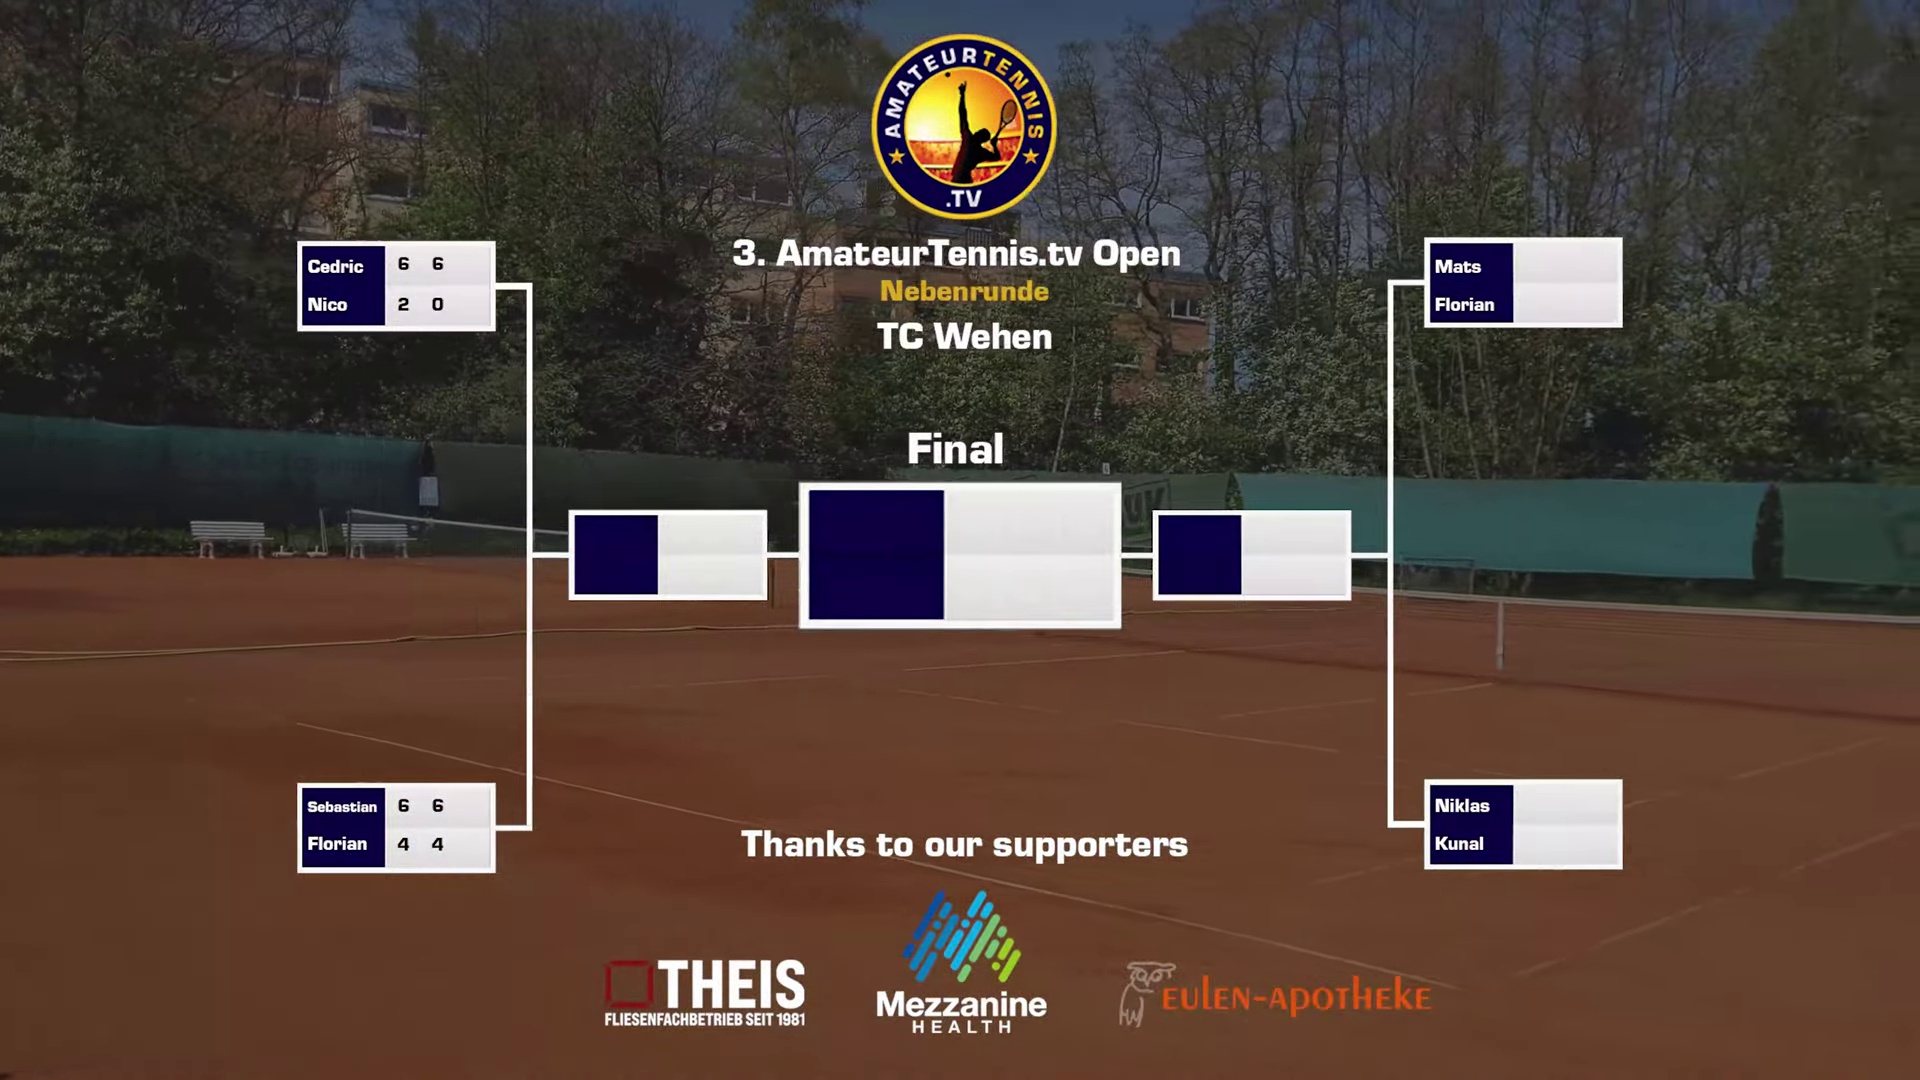 AMATEURTENNIS
.TV
3. AmateurTennis.tv Open
Nebenrunde
TC Wehen
Cedric 6 6
Nico 2 0
Mats
Florian
Final
Sebastian 6 6
Florian 4 4
Niklas
Kunal
Thanks to our supporters
THEIS
FLIESENFACHBETRIEB SEIT 1981
Mezzanine
HEALTH
EULEN-APOTHEKE